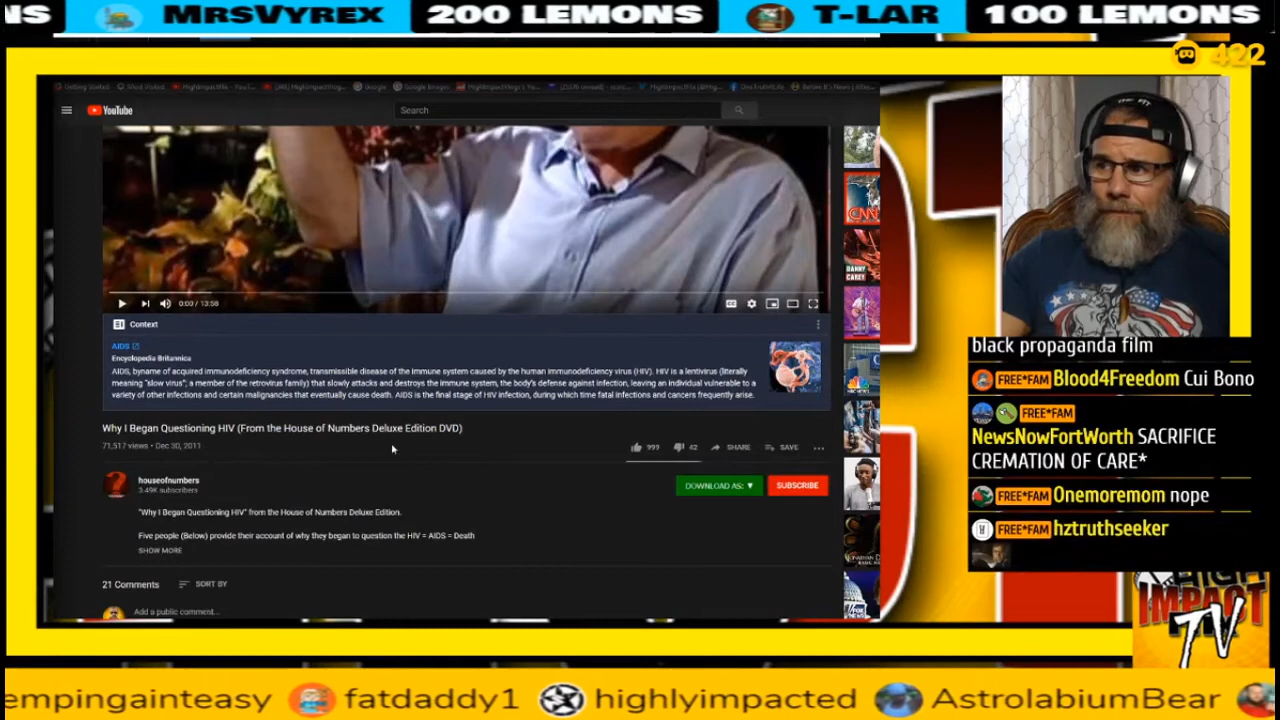 NS MRSVYREX 200 LEMONS T-LAR 100 LEMONS
422
YouTube
Search
0:00 / 13:58
Context
AIDS
Encyclopedia Britannica
AIDS, byname of acquired immunodeficiency syndrome, transmissible disease of the immune system caused by the human immunodeficiency virus (HIV). HIV is a lentivirus (literally
meaning "slow virus"; a member of the retrovirus family) that slowly attacks and destroys the immune system, the body's defense against infection, leaving an individual vulnerable to a
variety of other infections and certain malignancies that eventually cause death. AIDS is the final stage of HIV infection, during which time fatal infections and cancers frequently arise.
Why I Began Questioning HIV (From the House of Numbers Deluxe Edition DVD)
71,517 views • Dec 30, 2011
999 42 SHARE SAVE
houseofnumbers
3.49K subscribers
DOWNLOAD AS: ▼ SUBSCRIBE
"Why I Began Questioning HIV" from the House of Numbers Deluxe Edition.
Five people (Below) provide their account of why they began to question the HIV = AIDS = Death
SHOW MORE
21 Comments SORT BY
Add a public comment...
CNN
DANNY
CAREY
NBC
black propaganda film
FREE*FAM Blood4Freedom Cui Bono
FREE*FAM
NewsNowFortWorth SACRIFICE
CREMATION OF CARE*
FREE*FAM Onemoremom nope
FREE*FAM hztruthseeker
IMPACT
TV
empingainteasy fatdaddy1 highlyimpacted AstrolabiumBear